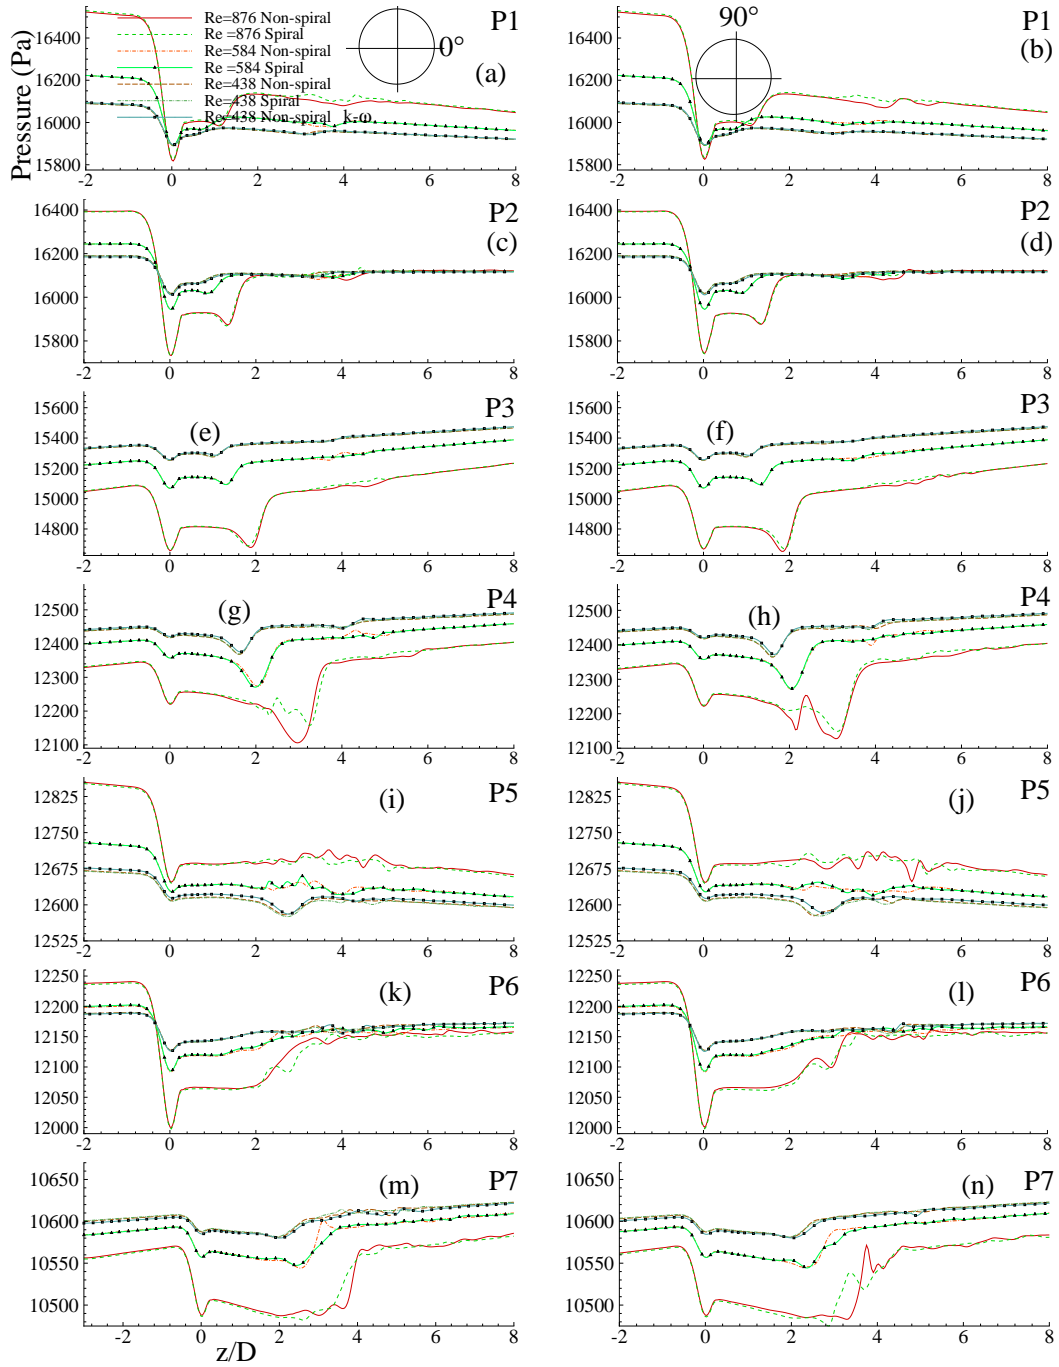 Re=876 Non-spiral
Re =876 Spiral
Re=584 Non-spiral
Re =584 Spiral
Re=438 Non-spiral
Re=438 Spiral
Re=438 Non-spiral k-ω
0°
P1
(a)
Pressure (Pa)
16400
16200
16000
15800
-2 0 2 4 6 8
90°
P1
(b)
-2 0 2 4 6 8
P2
(c)
16400
16200
16000
15800
-2 0 2 4 6 8
P2
(d)
16400
16200
16000
15800
-2 0 2 4 6 8
P3
(e)
15600
15400
15200
15000
14800
-2 0 2 4 6 8
P3
(f)
15600
15400
15200
15000
14800
-2 0 2 4 6 8
P4
(g)
12500
12400
12300
12200
12100
-2 0 2 4 6 8
P4
(h)
12500
12400
12300
12200
12100
-2 0 2 4 6 8
P5
(i)
12825
12750
12675
12600
12525
-2 0 2 4 6 8
P5
(j)
12825
12750
12675
12600
12525
-2 0 2 4 6 8
P6
(k)
12250
12200
12150
12100
12050
12000
-2 0 2 4 6 8
P6
(l)
12250
12200
12150
12100
12050
12000
-2 0 2 4 6 8
P7
(m)
10650
10600
10550
10500
-2 0 2 4 6 8
z/D
P7
(n)
10650
10600
10550
10500
-2 0 2 4 6 8
z/D
16400
16200
16000
15800